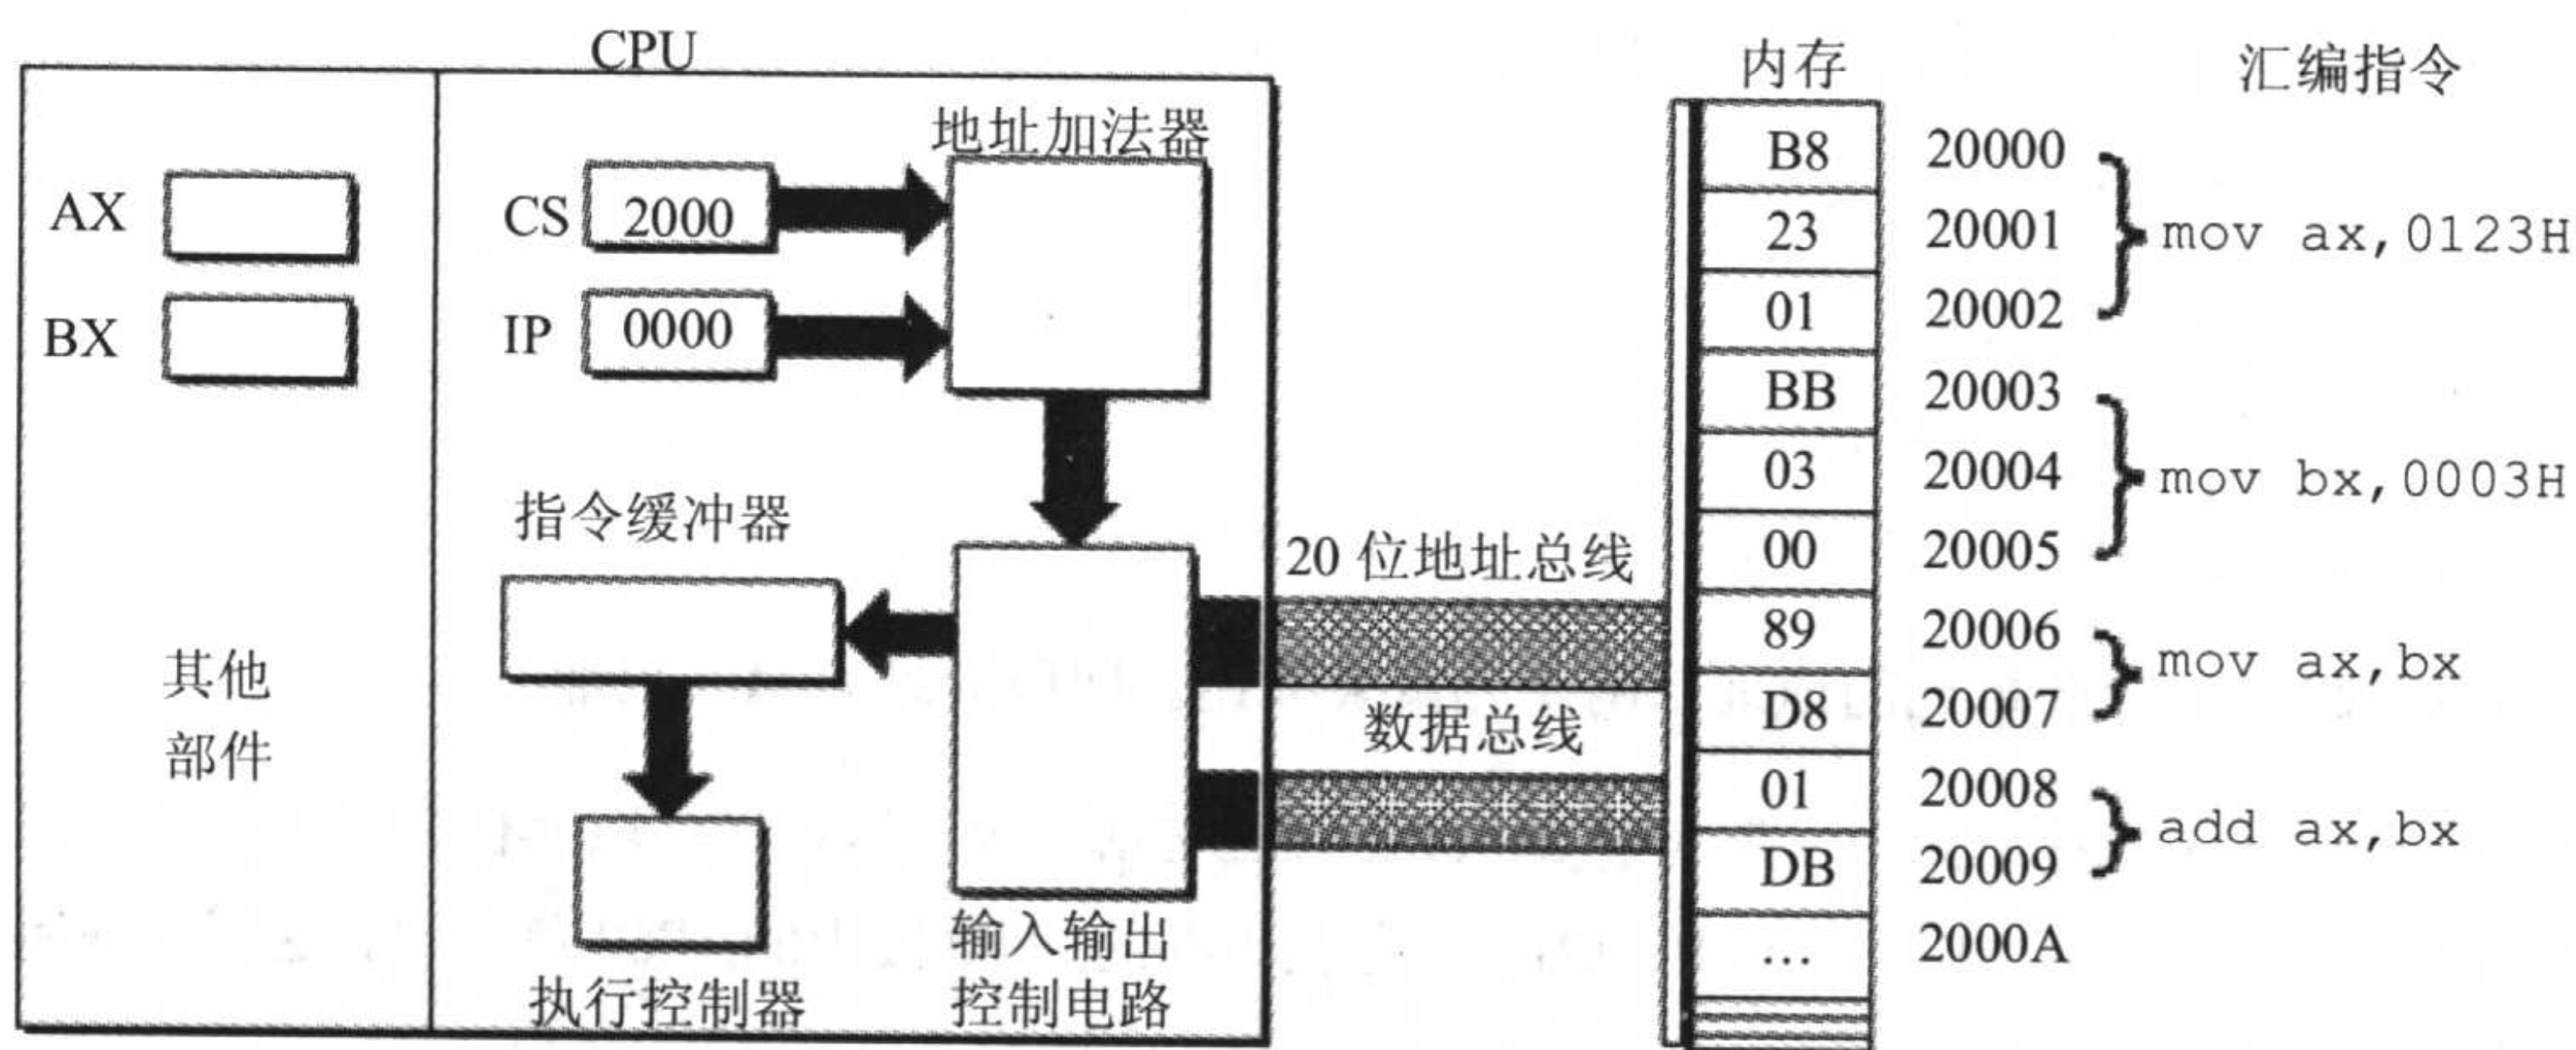 CPU
AX
BX
其他
部件
CS
2000
IP
0000
地址加法器
指令缓冲器
执行控制器
输入输出
控制电路
20 位地址总线
数据总线
内存
汇编指令
B8 20000
23 20001 mov ax,0123H
01 20002
BB 20003
03 20004 mov bx,0003H
00 20005
89 20006
D8 20007 mov ax,bx
01 20008
DB 20009 add ax,bx
… 2000A